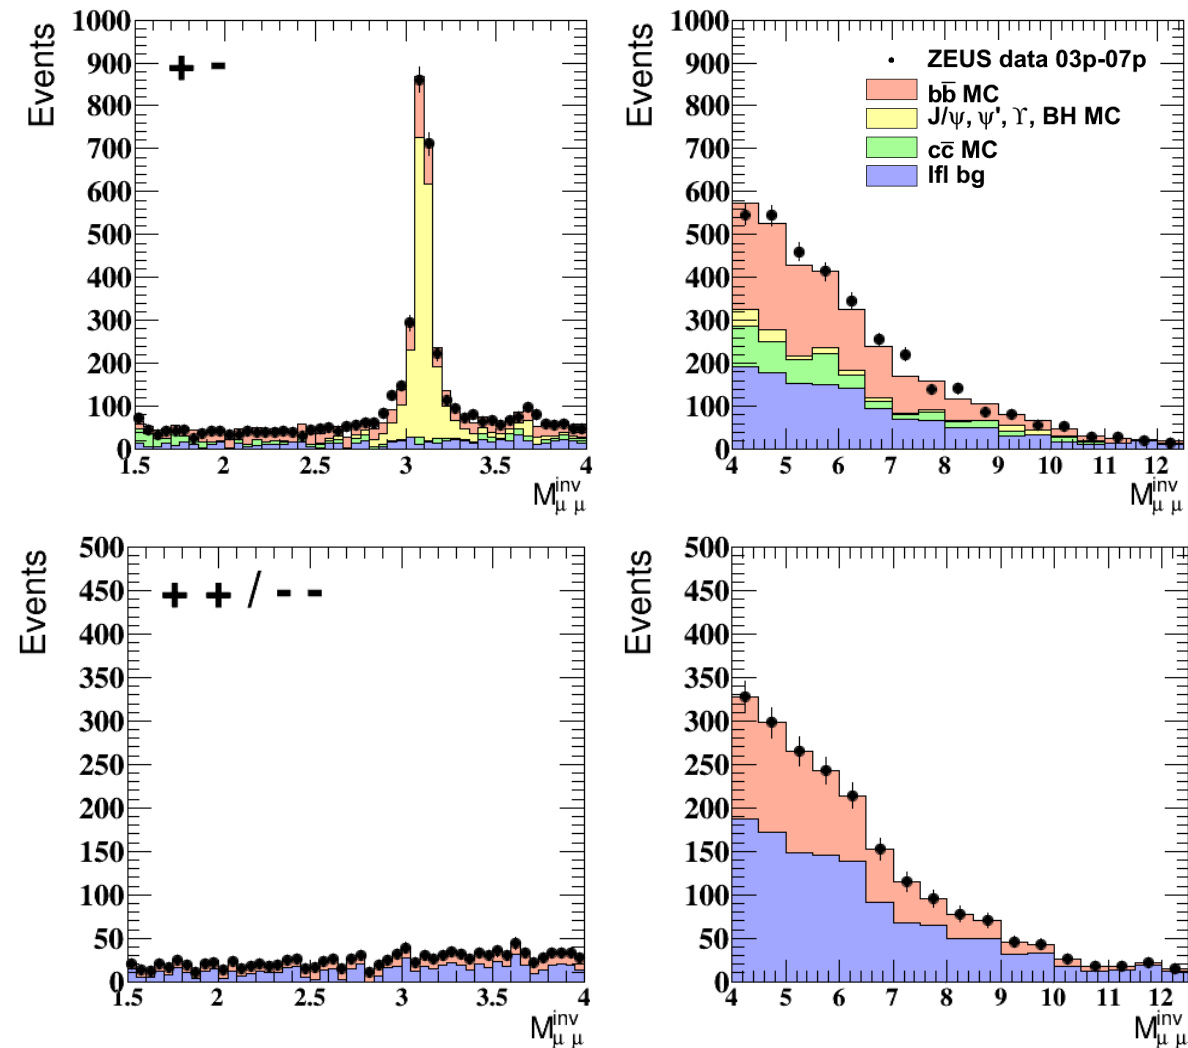 Events
1000
900
800
700
600
500
400
300
200
100
0
+ -
1.5 2 2.5 3 3.5 4
M inv μ μ
Events
1000
900
800
700
600
500
400
300
200
100
0
ZEUS data 03p-07p
bb̅ MC
J/ψ, ψ', ϒ, BH MC
cc̅ MC
lfl bg
4 5 6 7 8 9 10 11 12
M inv μ μ
Events
500
450
400
350
300
250
200
150
100
50
0
+ + / - -
1.5 2 2.5 3 3.5 4
M inv μ μ
Events
500
450
400
350
300
250
200
150
100
50
0
4 5 6 7 8 9 10 11 12
M inv μ μ